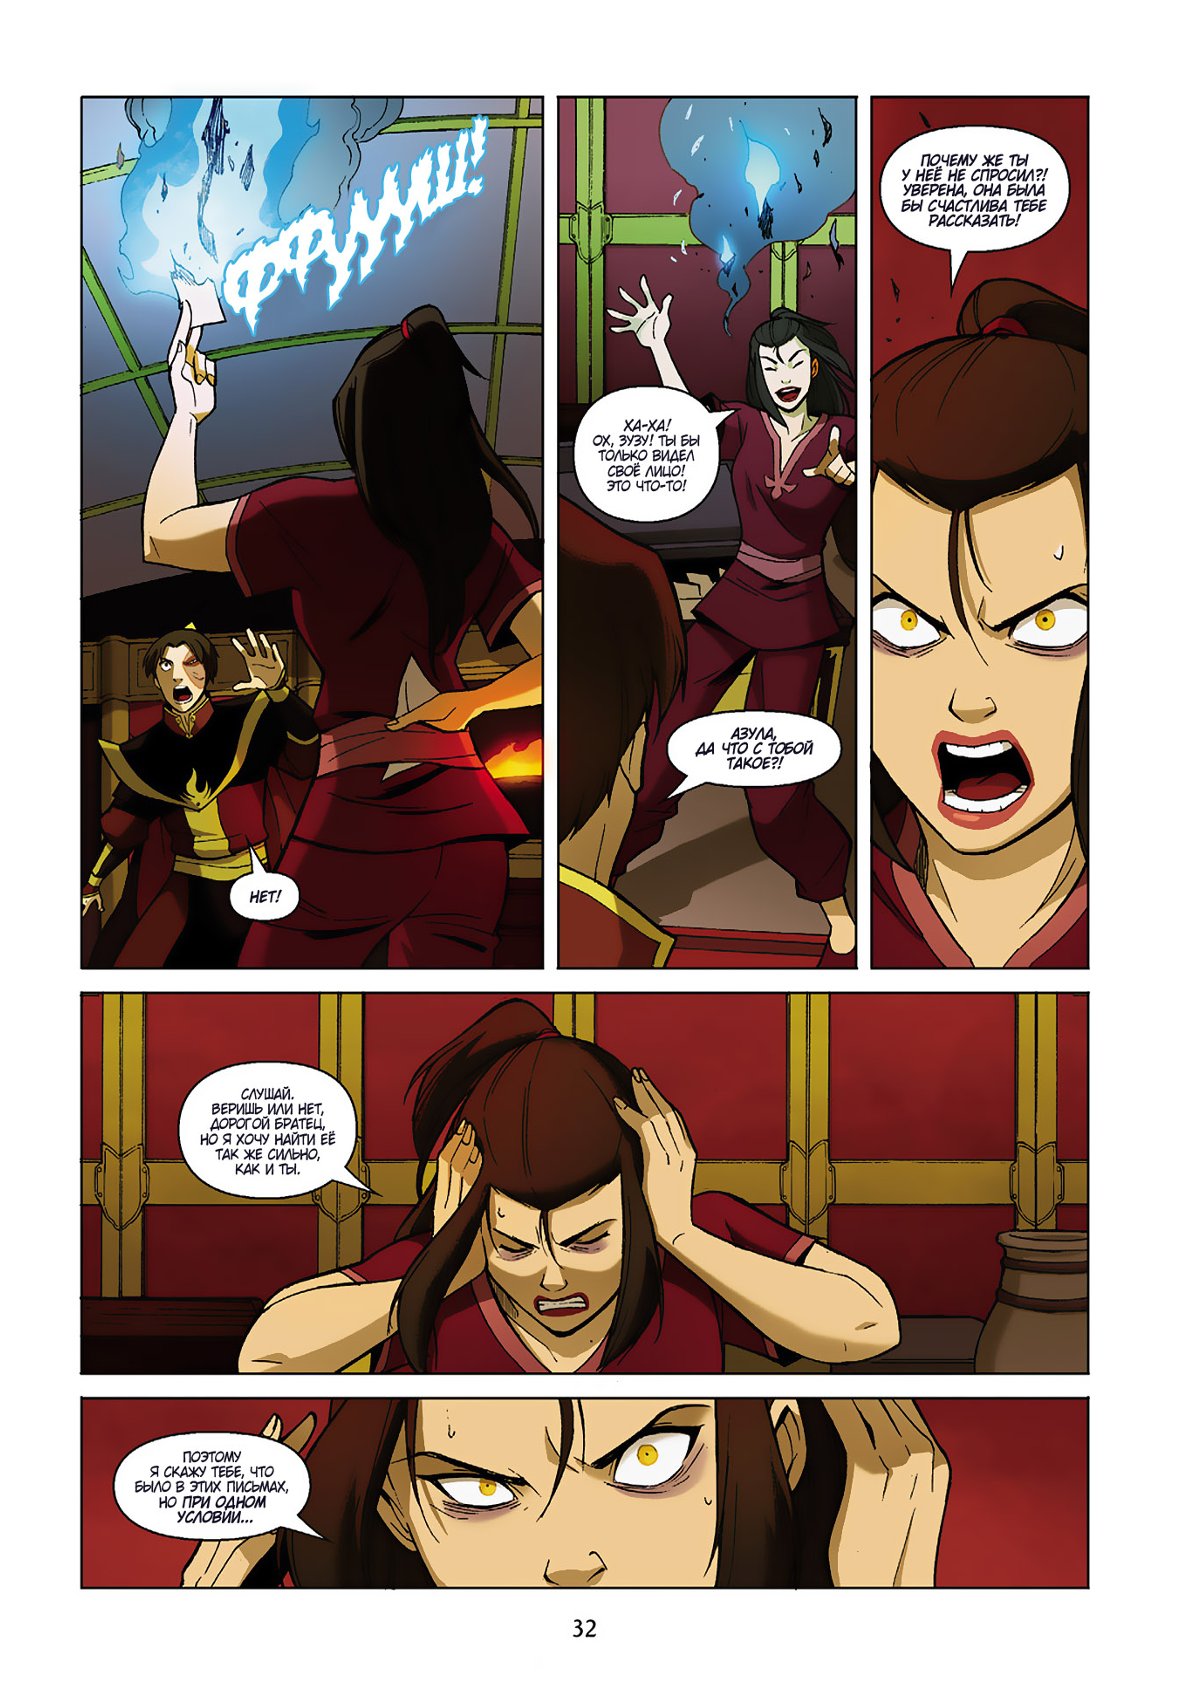 ФФРУУУШ!
НЕТ!
ХА-ХА!
ОХ, ЗУЗУ! ТЫ БЫ
ТОЛЬКО ВИДЕЛ
СВОЁ ЛИЦО!
ЭТО ЧТО-ТО!
АЗУЛА,
ДА ЧТО С ТОБОЙ
ТАКОЕ?!
ПОЧЕМУ ЖЕ ТЫ
У НЕЁ НЕ СПРОСИЛ?!
УВЕРЕНА, ОНА БЫЛА
БЫ СЧАСТЛИВА ТЕБЕ
РАССКАЗАТЬ!
СЛУШАЙ.
ВЕРИШЬ ИЛИ НЕТ,
ДОРОГОЙ БРАТЕЦ,
НО Я ХОЧУ НАЙТИ ЕЁ
ТАК ЖЕ СИЛЬНО,
КАК И ТЫ.
ПОЭТОМУ
Я СКАЖУ ТЕБЕ, ЧТО
БЫЛО В ЭТИХ ПИСЬМАХ,
НО ПРИ ОДНОМ
УСЛОВИИ...
32